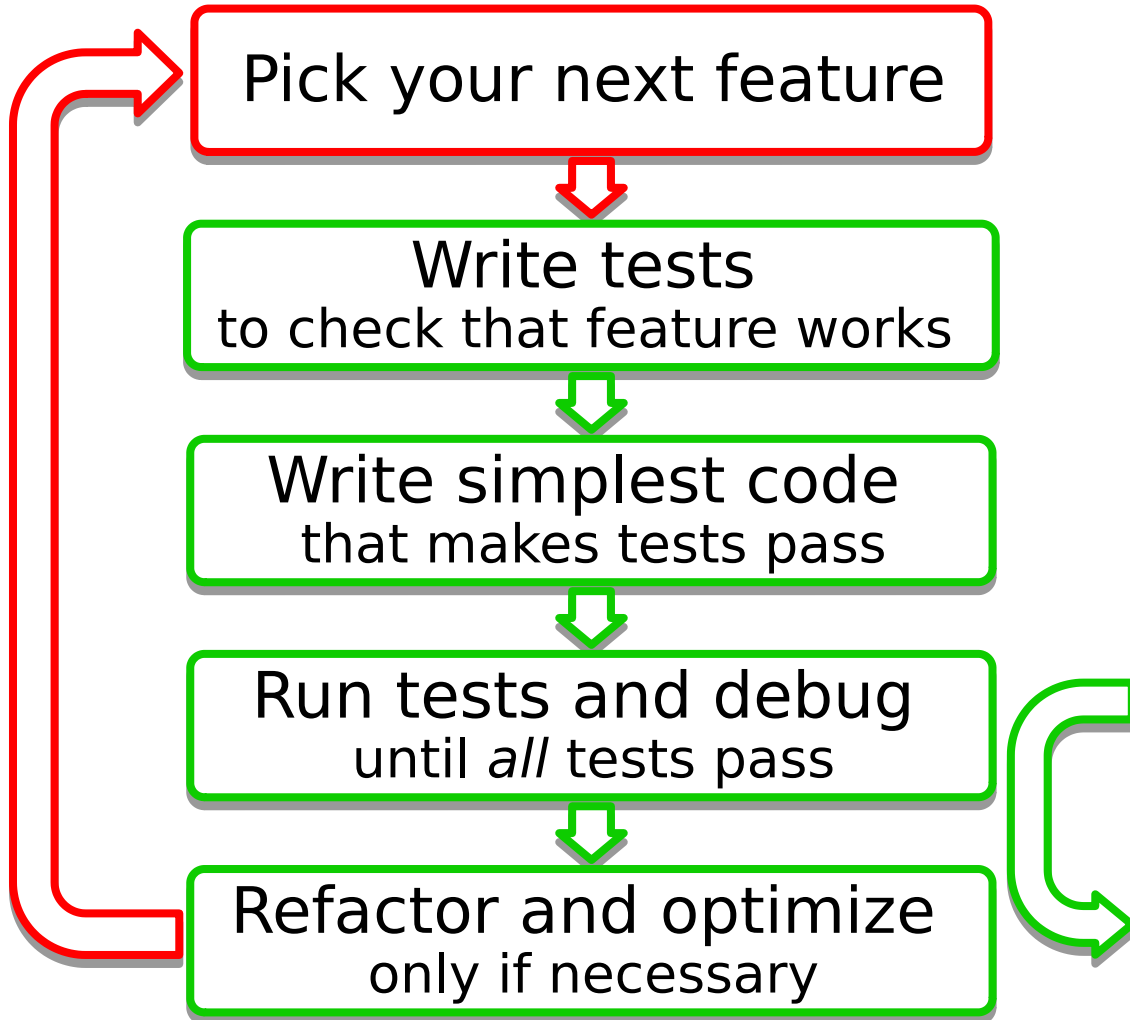 Pick your next feature
Write tests
to check that feature works
Write simplest code
that makes tests pass
Run tests and debug
until all tests pass
Refactor and optimize
only if necessary